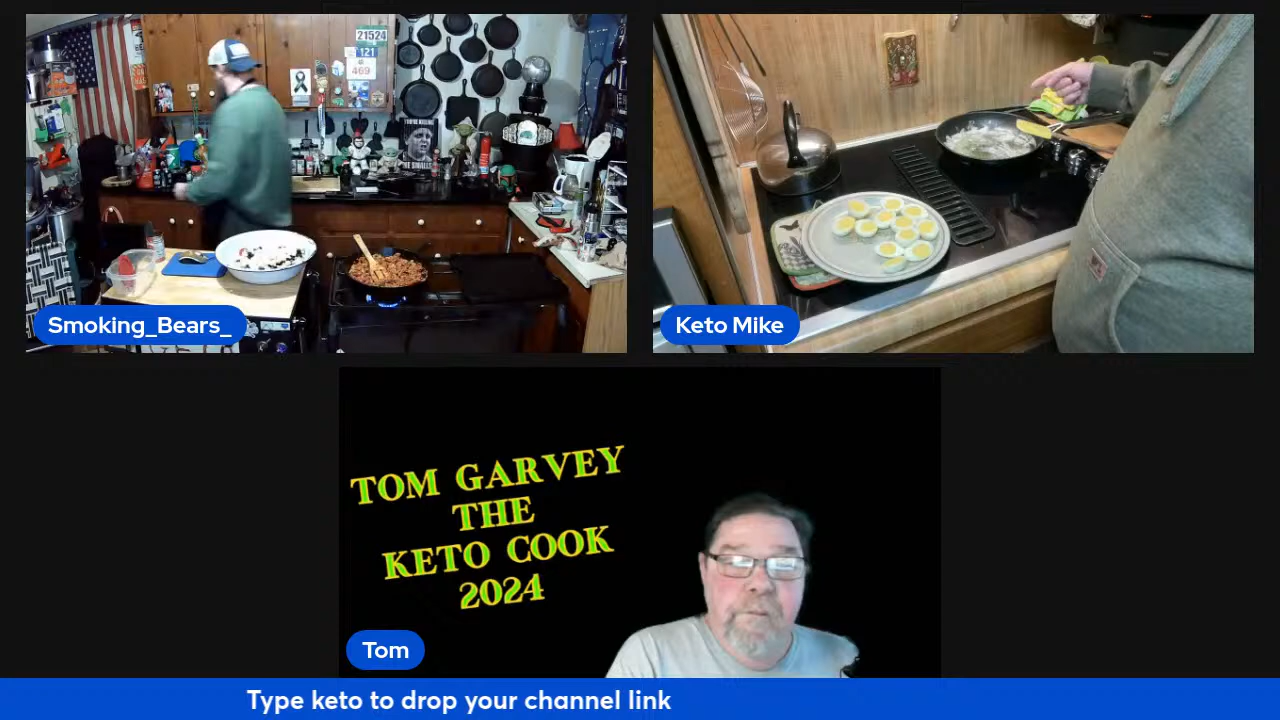 21524
121
469
Smoking_Bears_
Keto Mike
TOM GARVEY
THE
KETO COOK
2024
Tom
Type keto to drop your channel link